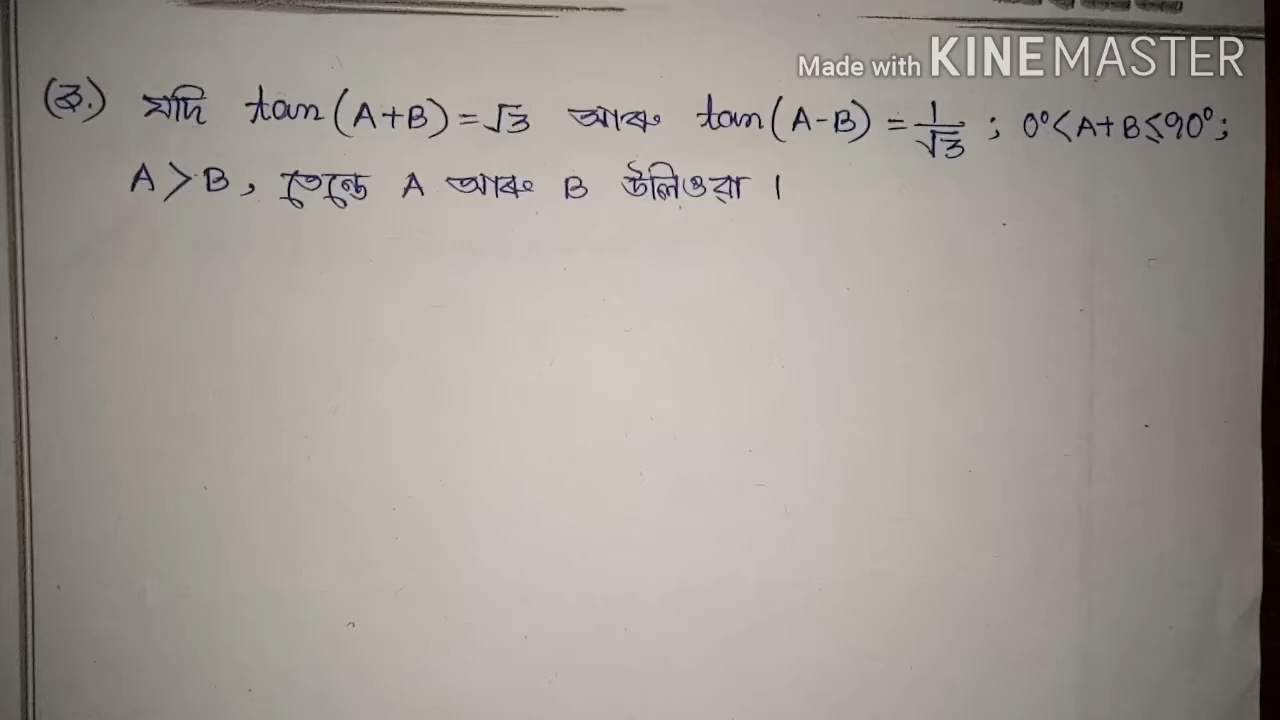 Made with KINEMASTER
(ই.) যদি tan(A+B)=√3 আৰু tan(A-B) = 1/√3 ; 0°<A+B≤90°;
A>B, তেন্তে A আৰু B উলিওৱা ।